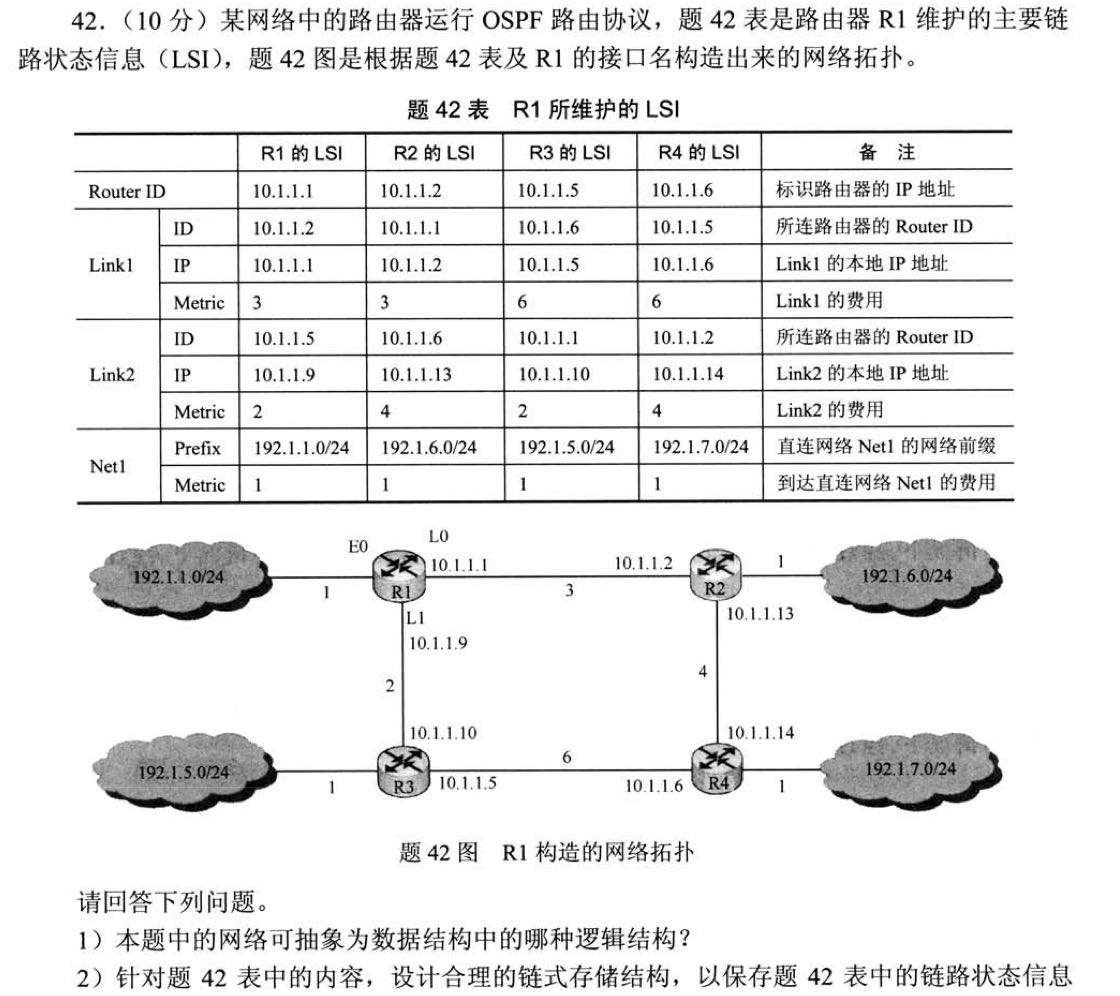 42.（10 分）某网络中的路由器运行 OSPF 路由协议，题 42 表是路由器 R1 维护的主要链
路状态信息（LSI），题 42 图是根据题 42 表及 R1 的接口名构造出来的网络拓扑。
题 42 表 R1 所维护的 LSI
R1 的 LSI R2 的 LSI R3 的 LSI R4 的 LSI 备 注
Router ID 10.1.1.1 10.1.1.2 10.1.1.5 10.1.1.6 标识路由器的 IP 地址
ID 10.1.1.2 10.1.1.1 10.1.1.6 10.1.1.5 所连路由器的 Router ID
Link1 IP 10.1.1.1 10.1.1.2 10.1.1.5 10.1.1.6 Link1 的本地 IP 地址
Metric 3 3 6 6 Link1 的费用
ID 10.1.1.5 10.1.1.6 10.1.1.1 10.1.1.2 所连路由器的 Router ID
Link2 IP 10.1.1.9 10.1.1.13 10.1.1.10 10.1.1.14 Link2 的本地 IP 地址
Metric 2 4 2 4 Link2 的费用
Net1 Prefix 192.1.1.0/24 192.1.6.0/24 192.1.5.0/24 192.1.7.0/24 直连网络 Net1 的网络前缀
Metric 1 1 1 1 到达直连网络 Net1 的费用
E0 L0
192.1.1.0/24 10.1.1.1 10.1.1.2 1 192.1.6.0/24
1 R1 3 R2
L1 10.1.1.13
10.1.1.9
2 4
10.1.1.10 10.1.1.14
192.1.5.0/24 6 192.1.7.0/24
1 R3 10.1.1.5 10.1.1.6 R4 1
题 42 图 R1 构造的网络拓扑
请回答下列问题。
1）本题中的网络可抽象为数据结构中的哪种逻辑结构？
2）针对题 42 表中的内容，设计合理的链式存储结构，以保存题 42 表中的链路状态信息